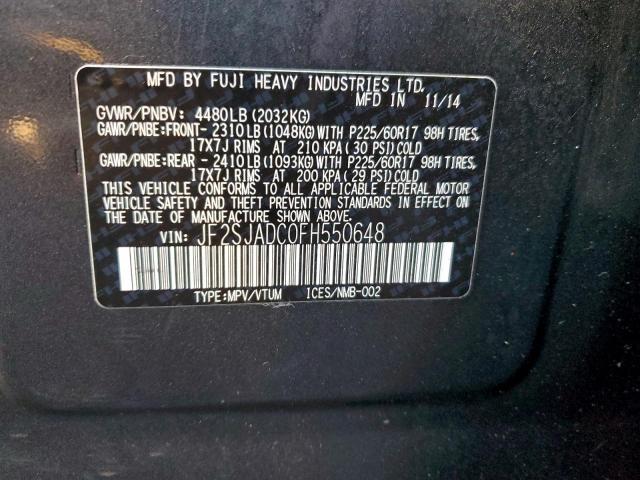 MFD BY FUJI HEAVY INDUSTRIES LTD.
MFD IN 11/14
GVWR/PNBV: 4480LB (2032KG)
GAWR/PNBE:FRONT- 2310LB (1048KG) WITH P225/60R17 98H TIRES,
17X7J RIMS AT 210 KPA ( 30 PSI) COLD
GAWR/PNBE:REAR - 2410LB (1093KG) WITH P225/60R17 98H TIRES,
17X7J RIMS AT 200 KPA ( 29 PSI) COLD
THIS VEHICLE CONFORMS TO ALL APPLICABLE FEDERAL MOTOR
VEHICLE SAFETY AND THEFT PREVENTION STANDARDS IN EFFECT ON
THE DATE OF MANUFACTURE SHOWN ABOVE.
VIN: JF2SJADC0FH550648
TYPE:MPV/VTUM ICES/NMB-002